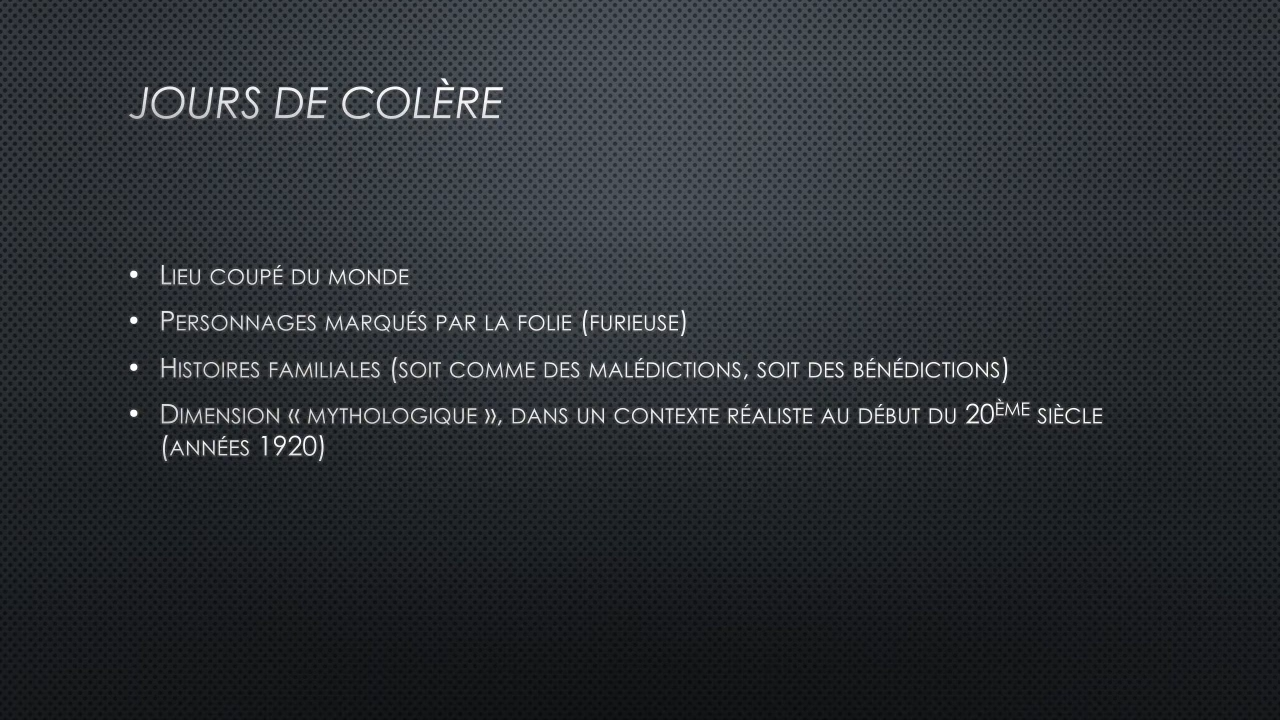 JOURS DE COLÈRE
• LIEU COUPÉ DU MONDE
• PERSONNAGES MARQUÉS PAR LA FOLIE (FURIEUSE)
• HISTOIRES FAMILIALES (SOIT COMME DES MALÉDICTIONS, SOIT DES BÉNÉDICTIONS)
• DIMENSION « MYTHOLOGIQUE », DANS UN CONTEXTE RÉALISTE AU DÉBUT DU 20ÈME SIÈCLE
(ANNÉES 1920)